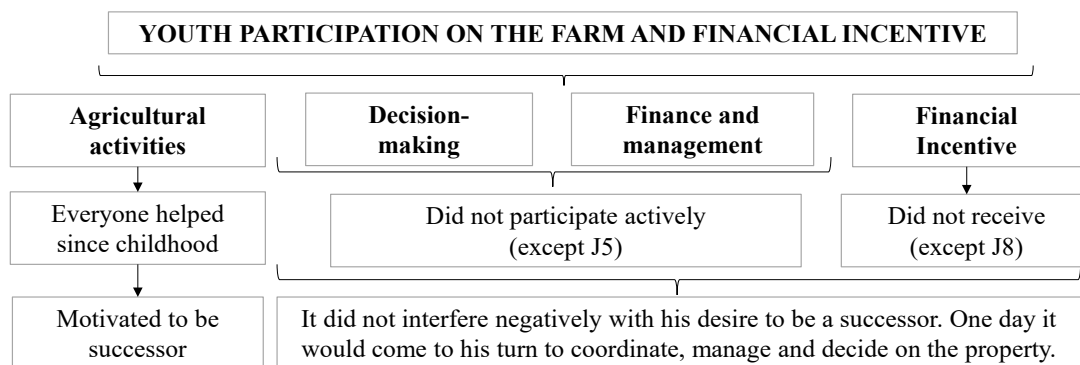 YOUTH PARTICIPATION ON THE FARM AND FINANCIAL INCENTIVE
Agricultural
activities
Decision-
making
Finance and
management
Financial
Incentive
Everyone helped
since childhood
Did not participate actively
(except J5)
Did not receive
(except J8)
Motivated to be
successor
It did not interfere negatively with his desire to be a successor. One day it
would come to his turn to coordinate, manage and decide on the property.